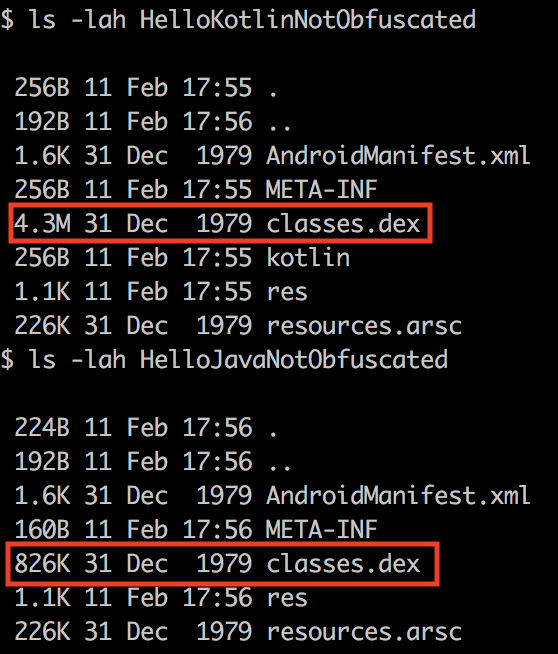 $ ls -lah HelloKotlinNotObfuscated
256B 11 Feb 17:55 .
192B 11 Feb 17:56 ..
1.6K 31 Dec  1979 AndroidManifest.xml
256B 11 Feb 17:55 META-INF
4.3M 31 Dec  1979 classes.dex
256B 11 Feb 17:55 kotlin
1.1K 11 Feb 17:55 res
226K 31 Dec  1979 resources.arsc
$ ls -lah HelloJavaNotObfuscated
224B 11 Feb 17:56 .
192B 11 Feb 17:56 ..
1.6K 31 Dec  1979 AndroidManifest.xml
160B 11 Feb 17:56 META-INF
826K 31 Dec  1979 classes.dex
1.1K 11 Feb 17:56 res
226K 31 Dec  1979 resources.arsc